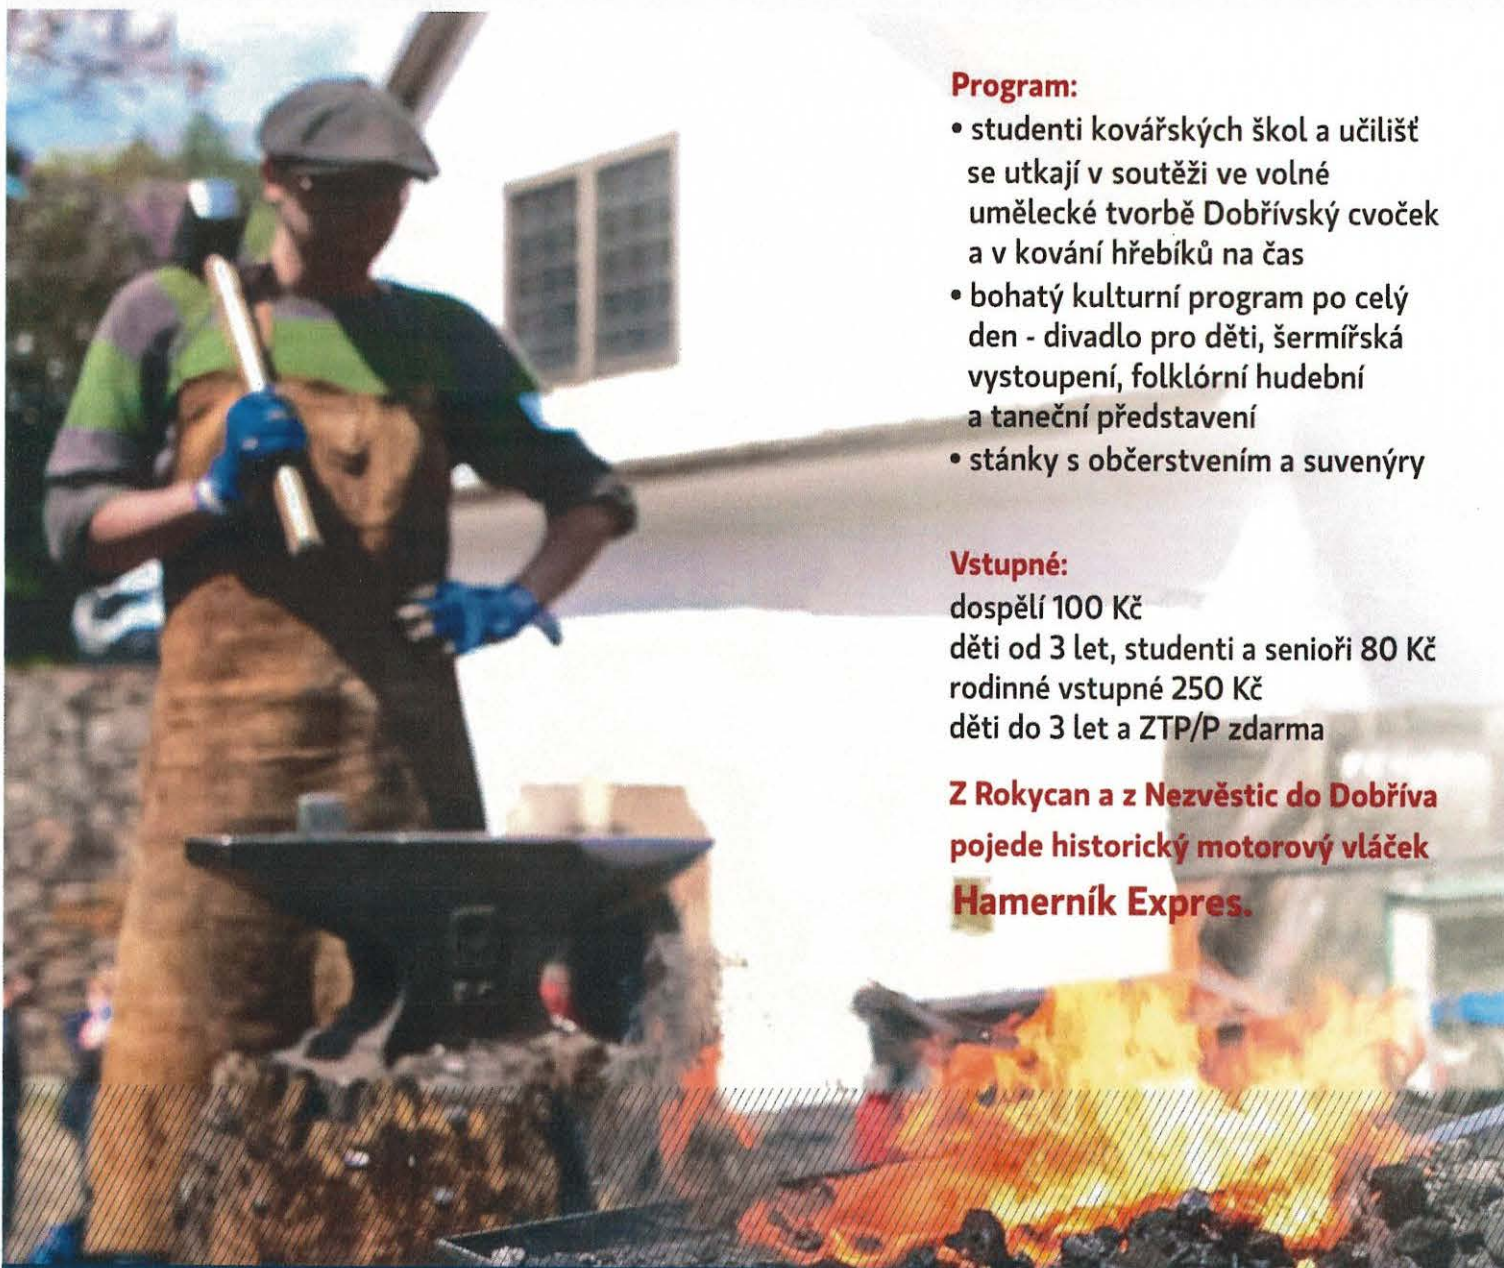 Program:
• studenti kovářských škol a učilišť
se utkají v soutěži ve volné
umělecké tvorbě Dobřívský cvoček
a v kování hřebíků na čas
• bohatý kulturní program po celý
den - divadlo pro děti, šermířská
vystoupení, folklórní hudební
a taneční představení
• stánky s občerstvením a suvenýry
Vstupné:
dospělí 100 Kč
děti od 3 let, studenti a senioři 80 Kč
rodinné vstupné 250 Kč
děti do 3 let a ZTP/P zdarma
Z Rokycan a z Nezvěstic do Dobříva
pojede historický motorový vláček
Hamerník Expres.